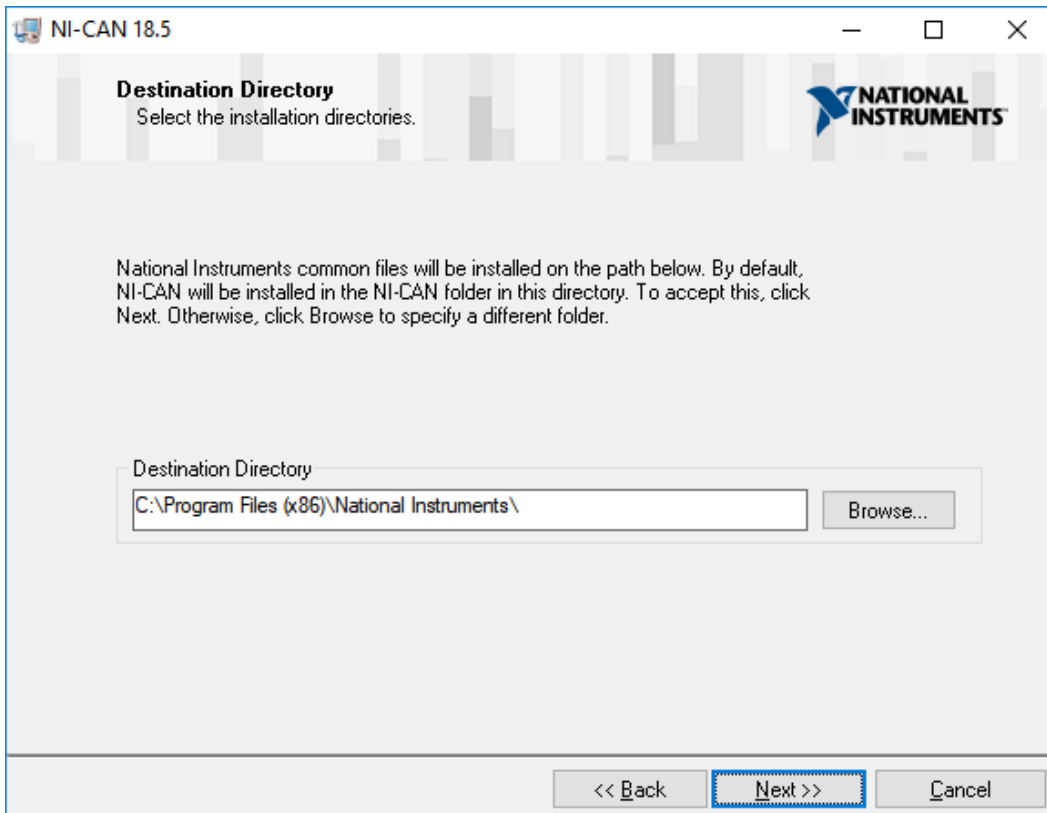 NI-CAN 18.5
Destination Directory
Select the installation directories.
NATIONAL
INSTRUMENTS
National Instruments common files will be installed on the path below. By default,
NI-CAN will be installed in the NI-CAN folder in this directory. To accept this, click
Next. Otherwise, click Browse to specify a different folder.
Destination Directory
C:\Program Files (x86)\National Instruments\
Browse...
<< Back
Next >>
Cancel